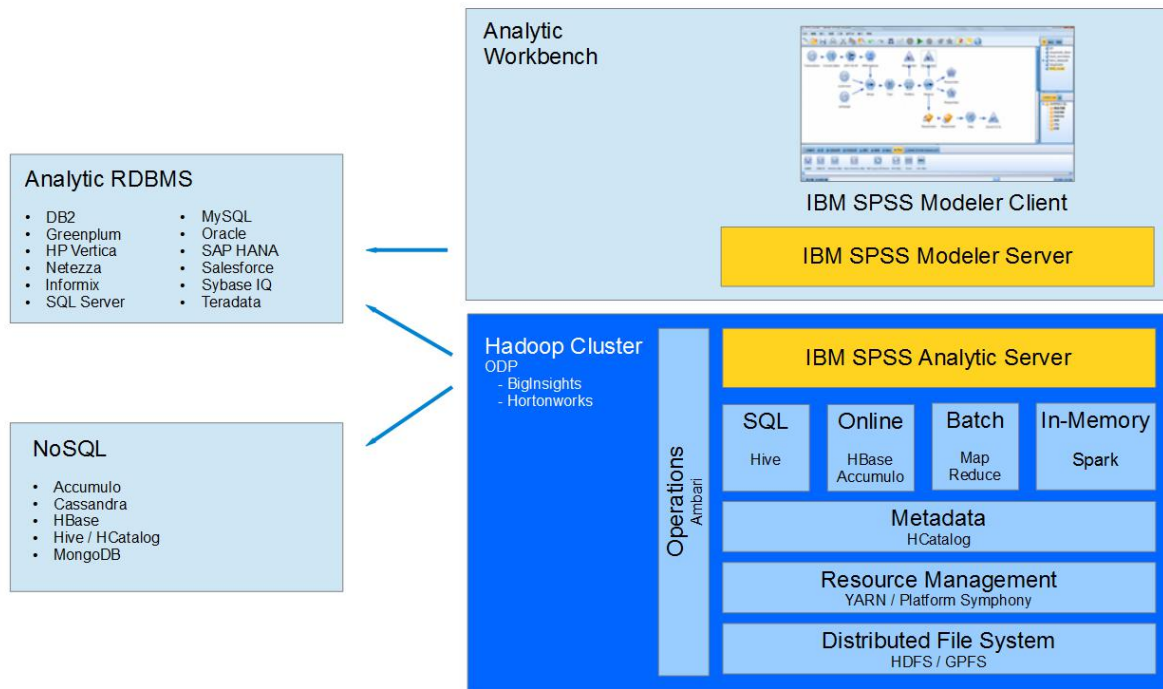 Analytic
Workbench
IBM SPSS Modeler Client
IBM SPSS Modeler Server
Analytic RDBMS
• DB2
• Greenplum
• HP Vertica
• Netezza
• Informix
• SQL Server
• MySQL
• Oracle
• SAP HANA
• Salesforce
• Sybase IQ
• Teradata
NoSQL
• Accumulo
• Cassandra
• HBase
• Hive / HCatalog
• MongoDB
Hadoop Cluster
ODP
- BigInsights
- Hortonworks
Operations
Ambari
IBM SPSS Analytic Server
SQL
Hive
Online
HBase
Accumulo
Batch
Map
Reduce
In-Memory
Spark
Metadata
HCatalog
Resource Management
YARN / Platform Symphony
Distributed File System
HDFS / GPFS